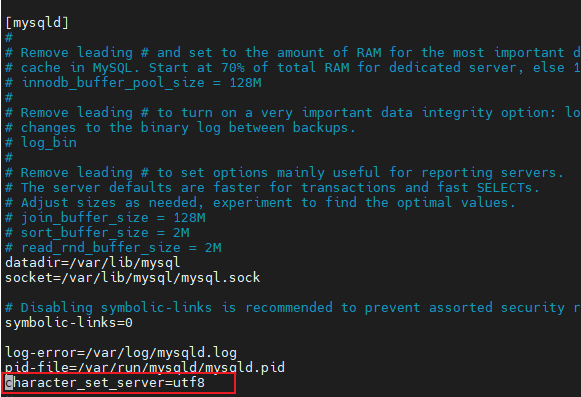 [mysqld]
#
# Remove leading # and set to the amount of RAM for the most important d
# cache in MySQL. Start at 70% of total RAM for dedicated server, else 1
# innodb_buffer_pool_size = 128M
#
# Remove leading # to turn on a very important data integrity option: lo
# changes to the binary log between backups.
# log_bin
#
# Remove leading # to set options mainly useful for reporting servers.
# The server defaults are faster for transactions and fast SELECTs.
# Adjust sizes as needed, experiment to find the optimal values.
# join_buffer_size = 128M
# sort_buffer_size = 2M
# read_rnd_buffer_size = 2M
datadir=/var/lib/mysql
socket=/var/lib/mysql/mysql.sock
# Disabling symbolic-links is recommended to prevent assorted security r
symbolic-links=0
log-error=/var/log/mysqld.log
pid-file=/var/run/mysqld/mysqld.pid
character_set_server=utf8